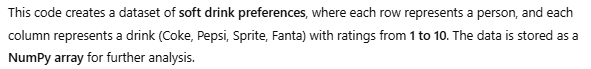 This code creates a dataset of soft drink preferences, where each row represents a person, and each
column represents a drink (Coke, Pepsi, Sprite, Fanta) with ratings from 1 to 10. The data is stored as a
NumPy array for further analysis.